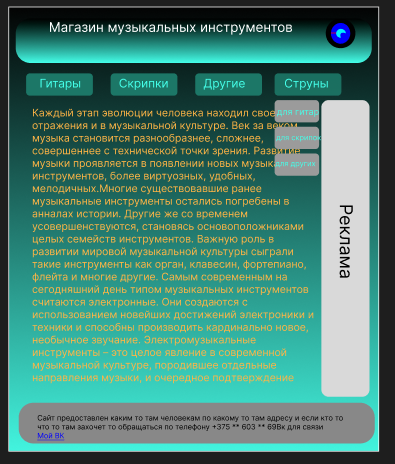 Магазин музыкальных инструментов
Гитары
Скрипки
Другие
Струны
Каждый этап эволюции человека находил свое
отражения и в музыкальной культуре. Век за веком
музыка становится разнообразнее, сложнее,
совершеннее с технической точки зрения. Развитие
музыки проявляется в появлении новых музыка
инструментов, более виртуозных, удобных,
мелодичных.Многие существовавшие ранее
музыкальные инструменты остались погребены в
анналах истории. Другие же со временем
усовершенствуются, становясь основоположниками
целых семейств инструментов. Важную роль в
развитии мировой музыкальной культуры сыграли
такие инструменты как орган, клавесин, фортепиано,
флейта и многие другие. Самым современным на
сегодняшний день типом музыкальных инструментов
считаются электронные. Они создаются с
использованием новейших достижений электроники и
техники и способны производить кардинально новое,
необычное звучание. Электромузыкальные
инструменты – это целое явление в современной
музыкальной культуре, породившее отдельные
направления музыки, и очередное подтверждение
для гитар
для скрипок
для других
Реклама
Сайт предоставлен каким то там человекам по какому то там адресу и если кто то
что то там захочет то обращаться по телефону +375 ** 603 ** 69Вк для связи
Мой ВК